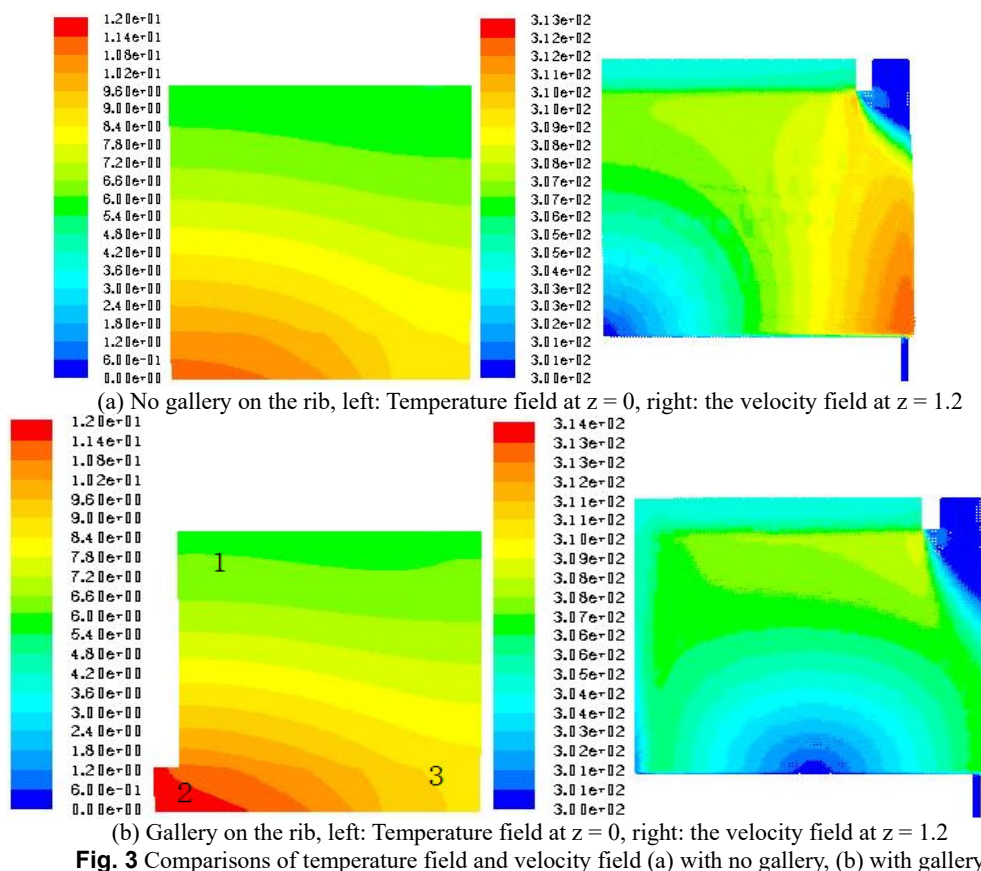 1.20e+01
1.14e+01
1.08e+01
1.02e+01
9.60e+00
9.00e+00
8.40e+00
7.80e+00
7.20e+00
6.60e+00
6.00e+00
5.40e+00
4.80e+00
4.20e+00
3.60e+00
3.00e+00
2.40e+00
1.80e+00
1.20e+00
6.00e-01
0.00e+00
3.13e+02
3.12e+02
3.12e+02
3.11e+02
3.10e+02
3.10e+02
3.09e+02
3.08e+02
3.08e+02
3.07e+02
3.07e+02
3.06e+02
3.05e+02
3.05e+02
3.04e+02
3.03e+02
3.03e+02
3.02e+02
3.01e+02
3.01e+02
3.00e+02
(a) No gallery on the rib, left: Temperature field at z = 0, right: the velocity field at z = 1.2
1.20e+01
1.14e+01
1.08e+01
1.02e+01
9.60e+00
9.00e+00
8.40e+00
7.80e+00
7.20e+00
6.60e+00
6.00e+00
5.40e+00
4.80e+00
4.20e+00
3.60e+00
3.00e+00
2.40e+00
1.80e+00
1.20e+00
6.00e-01
0.00e+00
1
2
3
3.14e+02
3.13e+02
3.13e+02
3.12e+02
3.11e+02
3.11e+02
3.10e+02
3.09e+02
3.08e+02
3.08e+02
3.07e+02
3.06e+02
3.06e+02
3.05e+02
3.04e+02
3.04e+02
3.03e+02
3.02e+02
3.01e+02
3.01e+02
3.00e+02
(b) Gallery on the rib, left: Temperature field at z = 0, right: the velocity field at z = 1.2
Fig. 3 Comparisons of temperature field and velocity field (a) with no gallery, (b) with gallery